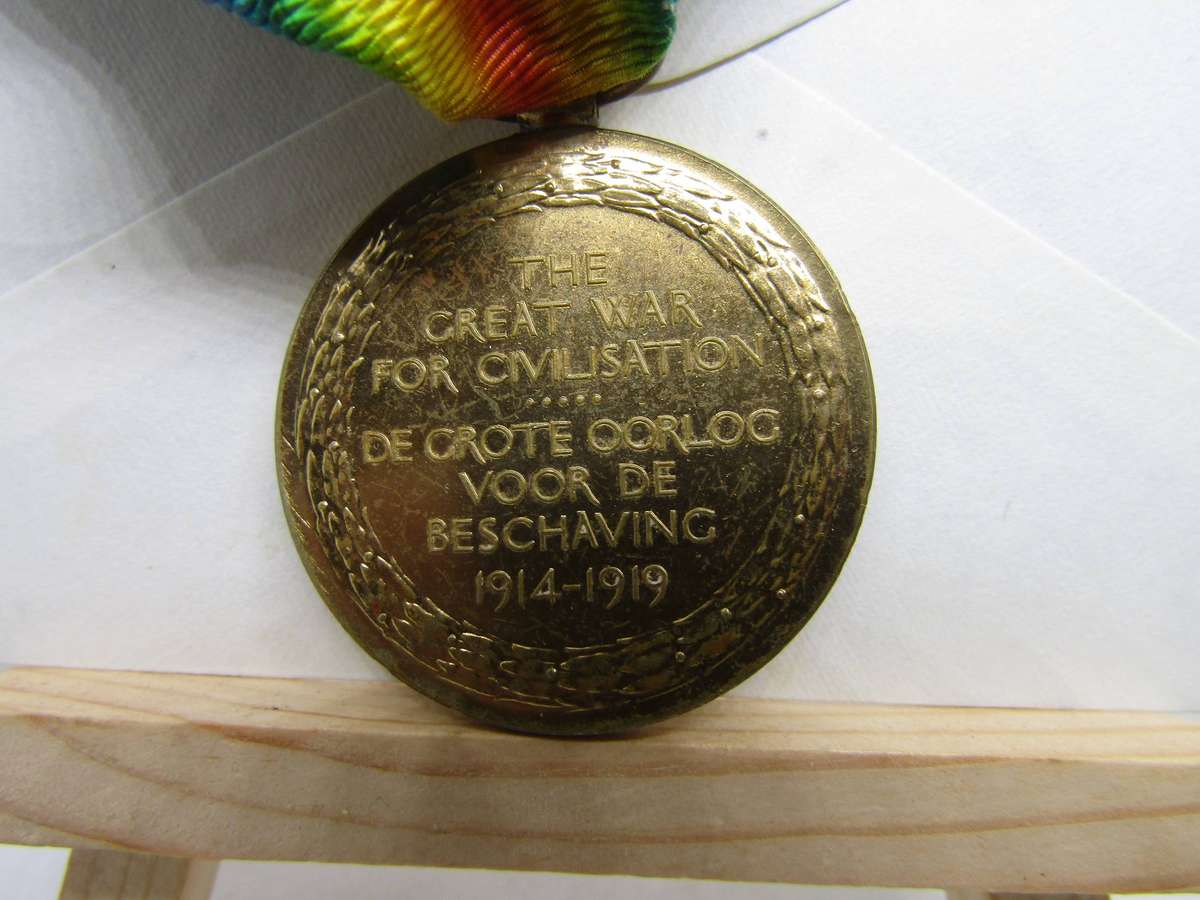 THE
GREAT WAR
FOR CIVILISATION
DE GROTE OORLOG
VOOR DE
BESCHAVING
1914-1919